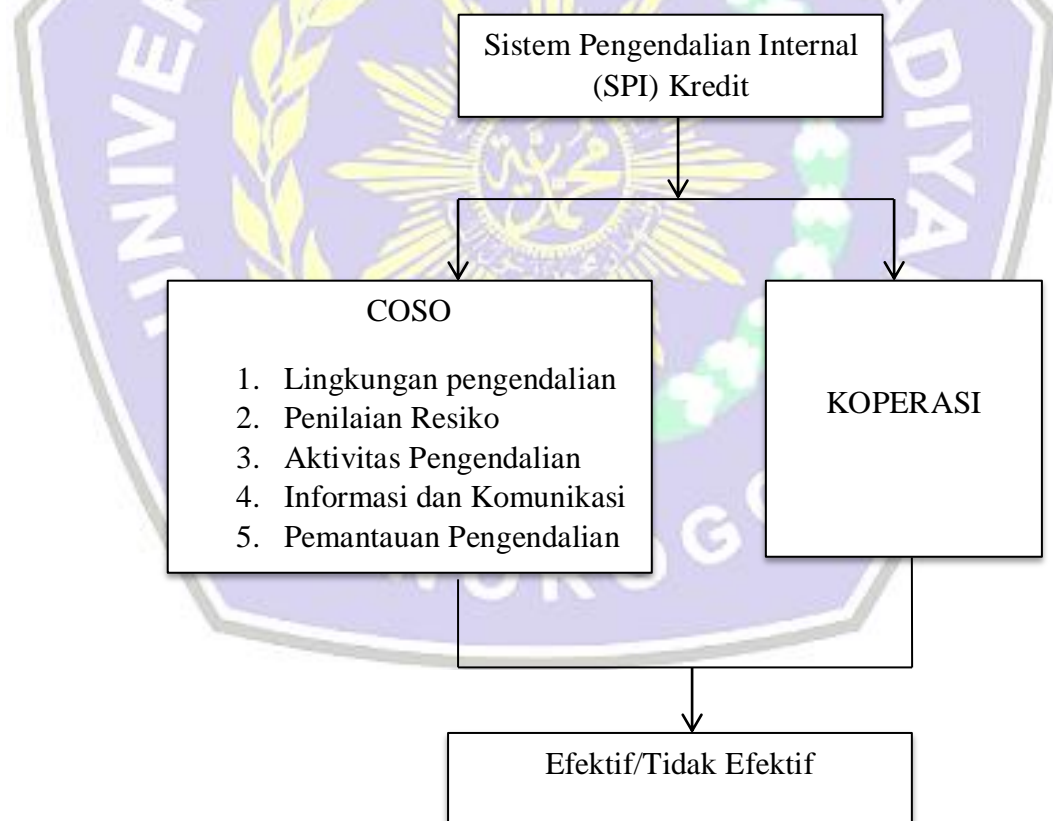 Sistem Pengendalian Internal
(SPI) Kredit
COSO
1. Lingkungan pengendalian
2. Penilaian Resiko
3. Aktivitas Pengendalian
4. Informasi dan Komunikasi
5. Pemantauan Pengendalian
KOPERASI
Efektif/Tidak Efektif